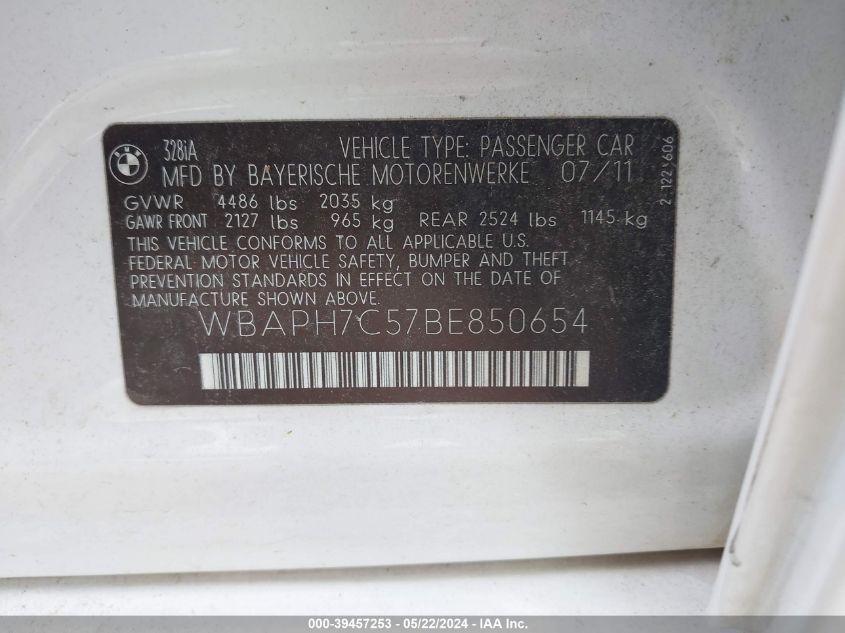 BMW
328iA VEHICLE TYPE: PASSENGER CAR
MFD BY BAYERISCHE MOTORENWERKE 07/11
GVWR 4486 lbs 2035 kg
GAWR FRONT 2127 lbs 965 kg REAR 2524 lbs 1145 kg
THIS VEHICLE CONFORMS TO ALL APPLICABLE U.S.
FEDERAL MOTOR VEHICLE SAFETY, BUMPER AND THEFT
PREVENTION STANDARDS IN EFFECT ON THE DATE OF
MANUFACTURE SHOWN ABOVE.
WBAPH7C57BE850654
000-39457253 - 05/22/2024 - IAA Inc.